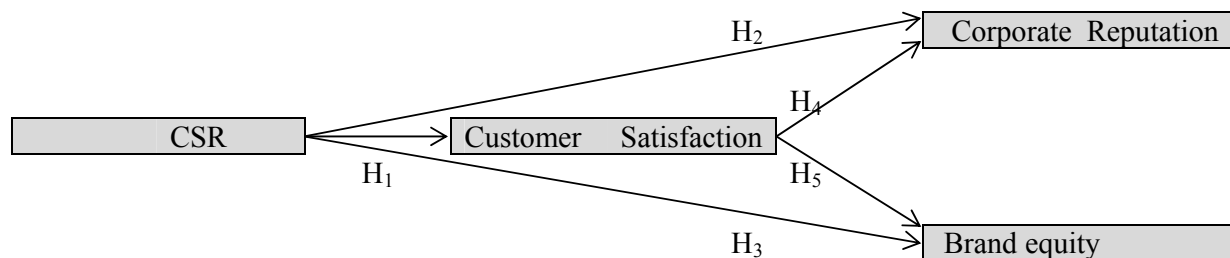 H₂
Corporate Reputation
H₄
CSR
Customer Satisfaction
H₁
H₅
H₃
Brand equity